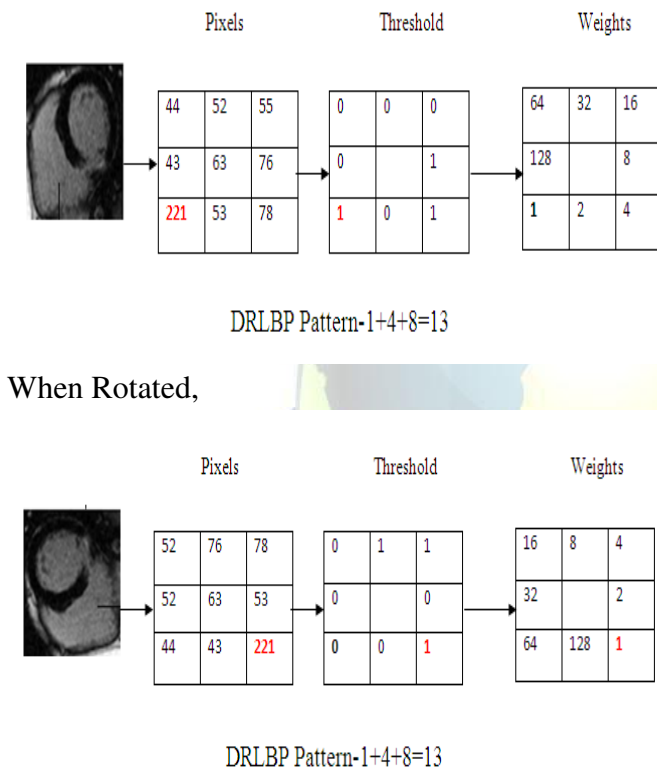 Pixels Threshold Weights
44 52 55 0 0 0 64 32 16
43 63 76 0 1 128 8
221 53 78 1 0 1 1 2 4
DRLBP Pattern-1+4+8=13
When Rotated,
Pixels Threshold Weights
52 76 78 0 1 1 16 8 4
52 63 53 0 0 32 2
44 43 221 0 0 1 64 128 1
DRLBP Pattern-1+4+8=13